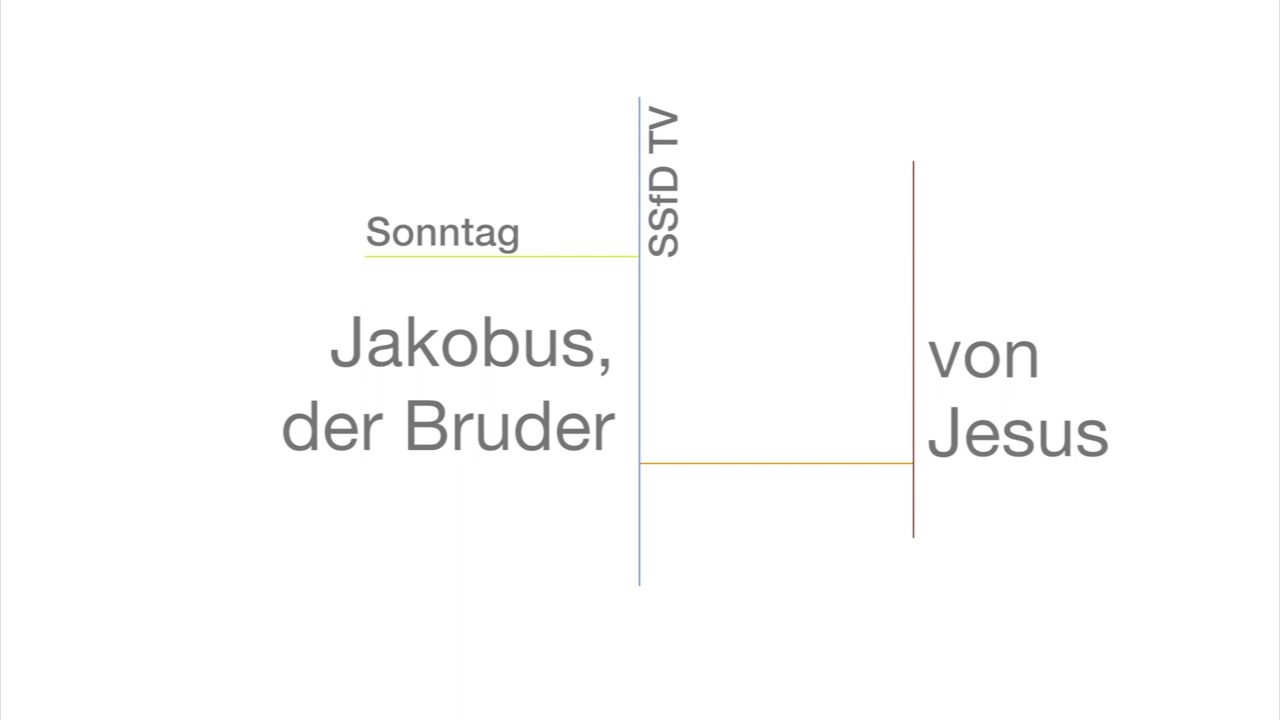 Sonntag
SSfD TV
Jakobus,
der Bruder
von
Jesus